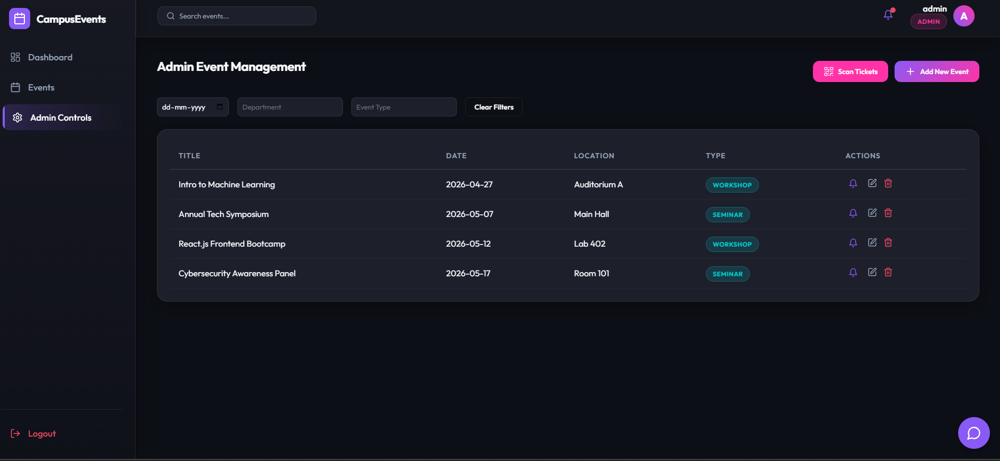 CampusEvents
Search events...
admin
ADMIN
A
Dashboard
Events
Admin Controls
Logout
Admin Event Management
Scan Tickets
Add New Event
dd-mm-yyyy
Department
Event Type
Clear Filters
TITLE DATE LOCATION TYPE ACTIONS
Intro to Machine Learning 2026-04-27 Auditorium A WORKSHOP
Annual Tech Symposium 2026-05-07 Main Hall SEMINAR
React.js Frontend Bootcamp 2026-05-12 Lab 402 WORKSHOP
Cybersecurity Awareness Panel 2026-05-17 Room 101 SEMINAR